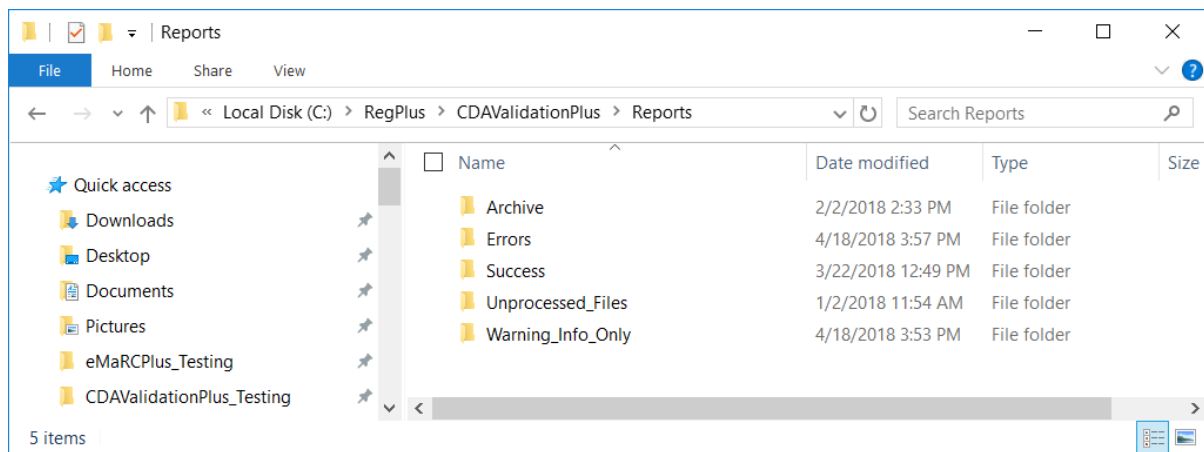 Reports
File Home Share View
« Local Disk (C:) > RegPlus > CDAValidationPlus > Reports Search Reports
Name Date modified Type Size
Quick access
Downloads
Desktop
Documents
Pictures
eMaRCPlus_Testing
CDAValidationPlus_Testing
Archive 2/2/2018 2:33 PM File folder
Errors 4/18/2018 3:57 PM File folder
Success 3/22/2018 12:49 PM File folder
Unprocessed_Files 1/2/2018 11:54 AM File folder
Warning_Info_Only 4/18/2018 3:53 PM File folder
5 items